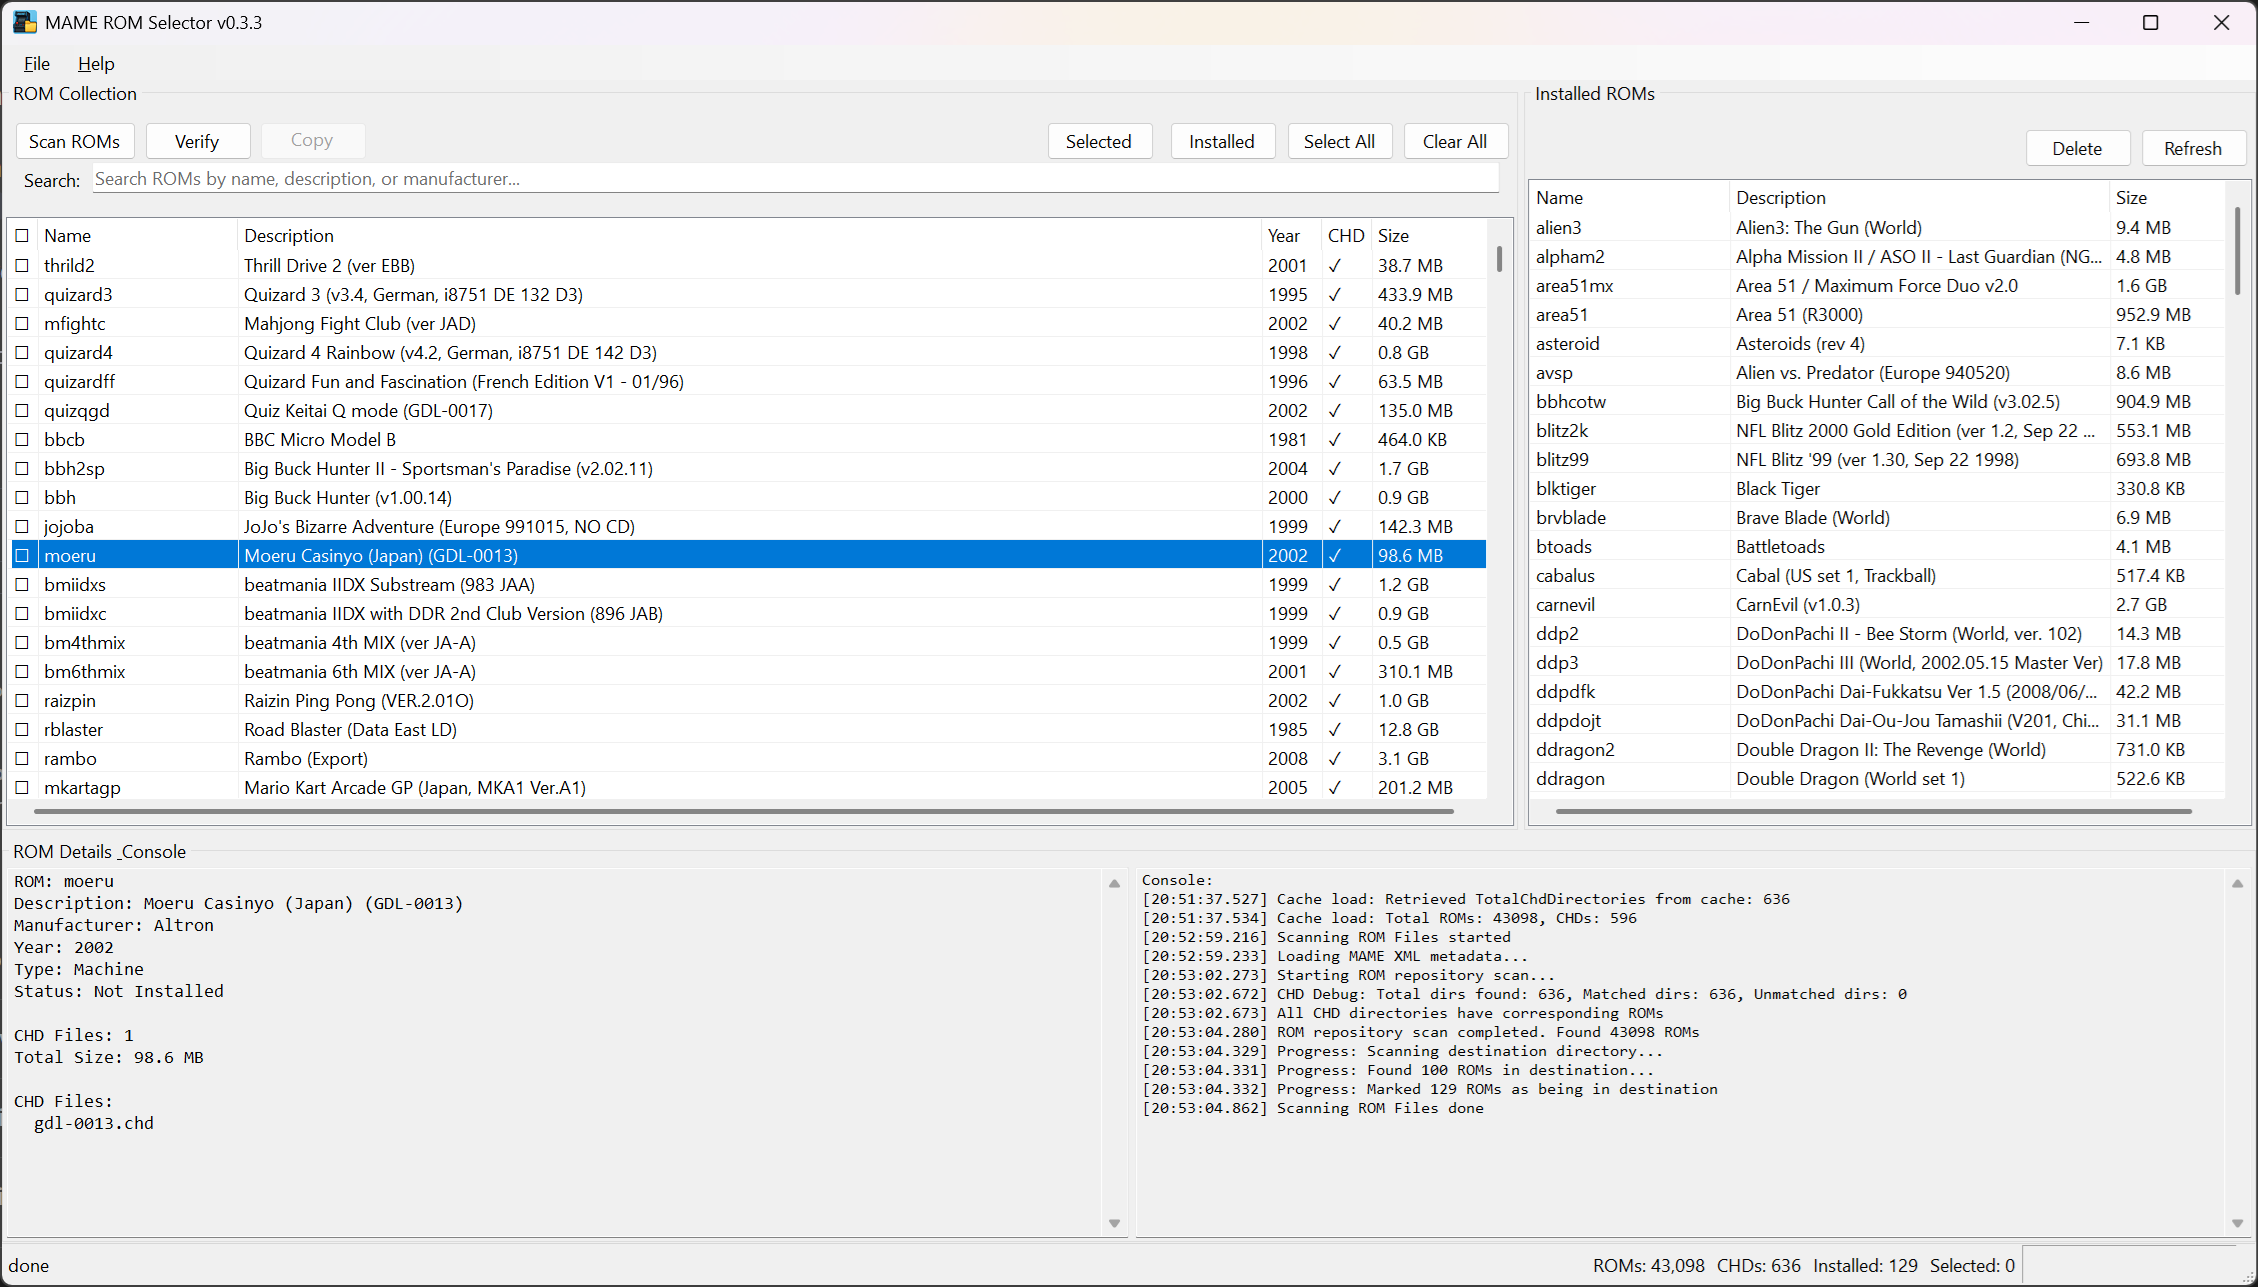 MAME ROM Selector v0.3.3
File Help
ROM Collection
Scan ROMs Verify Copy Selected Installed Select All Clear All
Search: Search ROMs by name, description, or manufacturer...
Name Description Year CHD Size
thrild2 Thrill Drive 2 (ver EBB) 2001 ✓ 38.7 MB
quizard3 Quizard 3 (v3.4, German, i8751 DE 132 D3) 1995 ✓ 433.9 MB
mfightc Mahjong Fight Club (ver JAD) 2002 ✓ 40.2 MB
quizard4 Quizard 4 Rainbow (v4.2, German, i8751 DE 142 D3) 1998 ✓ 0.8 GB
quizardff Quizard Fun and Fascination (French Edition V1 - 01/96) 1996 ✓ 63.5 MB
quizqgd Quiz Keitai Q mode (GDL-0017) 2002 ✓ 135.0 MB
bbcb BBC Micro Model B 1981 ✓ 464.0 KB
bbh2sp Big Buck Hunter II - Sportsman's Paradise (v2.02.11) 2004 ✓ 1.7 GB
bbh Big Buck Hunter (v1.00.14) 2000 ✓ 0.9 GB
jojoba JoJo's Bizarre Adventure (Europe 991015, NO CD) 1999 ✓ 142.3 MB
moeru Moeru Casinyo (Japan) (GDL-0013) 2002 ✓ 98.6 MB
bmiidxs beatmania IIDX Substream (983 JAA) 1999 ✓ 1.2 GB
bmiidxc beatmania IIDX with DDR 2nd Club Version (896 JAB) 1999 ✓ 0.9 GB
bm4thmix beatmania 4th MIX (ver JA-A) 1999 ✓ 0.5 GB
bm6thmix beatmania 6th MIX (ver JA-A) 2001 ✓ 310.1 MB
raizpin Raizin Ping Pong (VER.2.01O) 2002 ✓ 1.0 GB
rblaster Road Blaster (Data East LD) 1985 ✓ 12.8 GB
rambo Rambo (Export) 2008 ✓ 3.1 GB
mkartagp Mario Kart Arcade GP (Japan, MKA1 Ver.A1) 2005 ✓ 201.2 MB
Installed ROMs
Delete Refresh
Name Description Size
alien3 Alien3: The Gun (World) 9.4 MB
alpham2 Alpha Mission II / ASO II - Last Guardian (NG... 4.8 MB
area51mx Area 51 / Maximum Force Duo v2.0 1.6 GB
area51 Area 51 (R3000) 952.9 MB
asteroid Asteroids (rev 4) 7.1 KB
avsp Alien vs. Predator (Europe 940520) 8.6 MB
bbhcotw Big Buck Hunter Call of the Wild (v3.02.5) 904.9 MB
blitz2k NFL Blitz 2000 Gold Edition (ver 1.2, Sep 22 ... 553.1 MB
blitz99 NFL Blitz '99 (ver 1.30, Sep 22 1998) 693.8 MB
blktiger Black Tiger 330.8 KB
brvblade Brave Blade (World) 6.9 MB
btoads Battletoads 4.1 MB
cabalus Cabal (US set 1, Trackball) 517.4 KB
carnevil CarnEvil (v1.0.3) 2.7 GB
ddp2 DoDonPachi II - Bee Storm (World, ver. 102) 14.3 MB
ddp3 DoDonPachi III (World, 2002.05.15 Master Ver) 17.8 MB
ddpdfk DoDonPachi Dai-Fukkatsu Ver 1.5 (2008/06/... 42.2 MB
ddpdojt DoDonPachi Dai-Ou-Jou Tamashii (V201, Chi... 31.1 MB
ddragon2 Double Dragon II: The Revenge (World) 731.0 KB
ddragon Double Dragon (World set 1) 522.6 KB
ROM Details _Console
ROM: moeru
Description: Moeru Casinyo (Japan) (GDL-0013)
Manufacturer: Altron
Year: 2002
Type: Machine
Status: Not Installed
CHD Files: 1
Total Size: 98.6 MB
CHD Files:
gdl-0013.chd
Console:
[20:51:37.527] Cache load: Retrieved TotalChdDirectories from cache: 636
[20:51:37.534] Cache load: Total ROMs: 43098, CHDs: 596
[20:52:59.216] Scanning ROM Files started
[20:52:59.233] Loading MAME XML metadata...
[20:53:02.273] Starting ROM repository scan...
[20:53:02.672] CHD Debug: Total dirs found: 636, Matched dirs: 636, Unmatched dirs: 0
[20:53:02.673] All CHD directories have corresponding ROMs
[20:53:04.280] ROM repository scan completed. Found 43098 ROMs
[20:53:04.329] Progress: Scanning destination directory...
[20:53:04.331] Progress: Found 100 ROMs in destination...
[20:53:04.332] Progress: Marked 129 ROMs as being in destination
[20:53:04.862] Scanning ROM Files done
done ROMs: 43,098 CHDs: 636 Installed: 129 Selected: 0